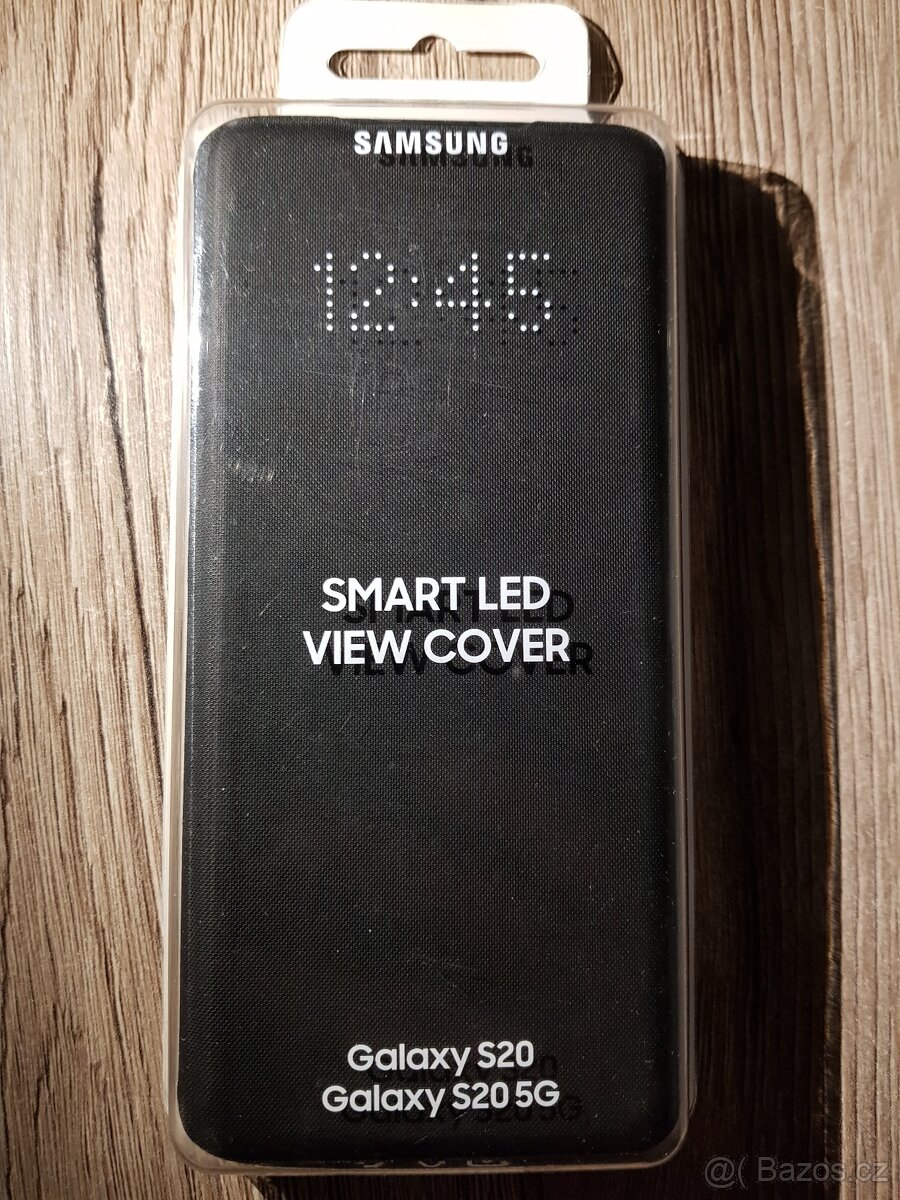 SAMSUNG
12:45
SMART LED
VIEW COVER
Galaxy S20
Galaxy S20 5G
@( Bazos.cz